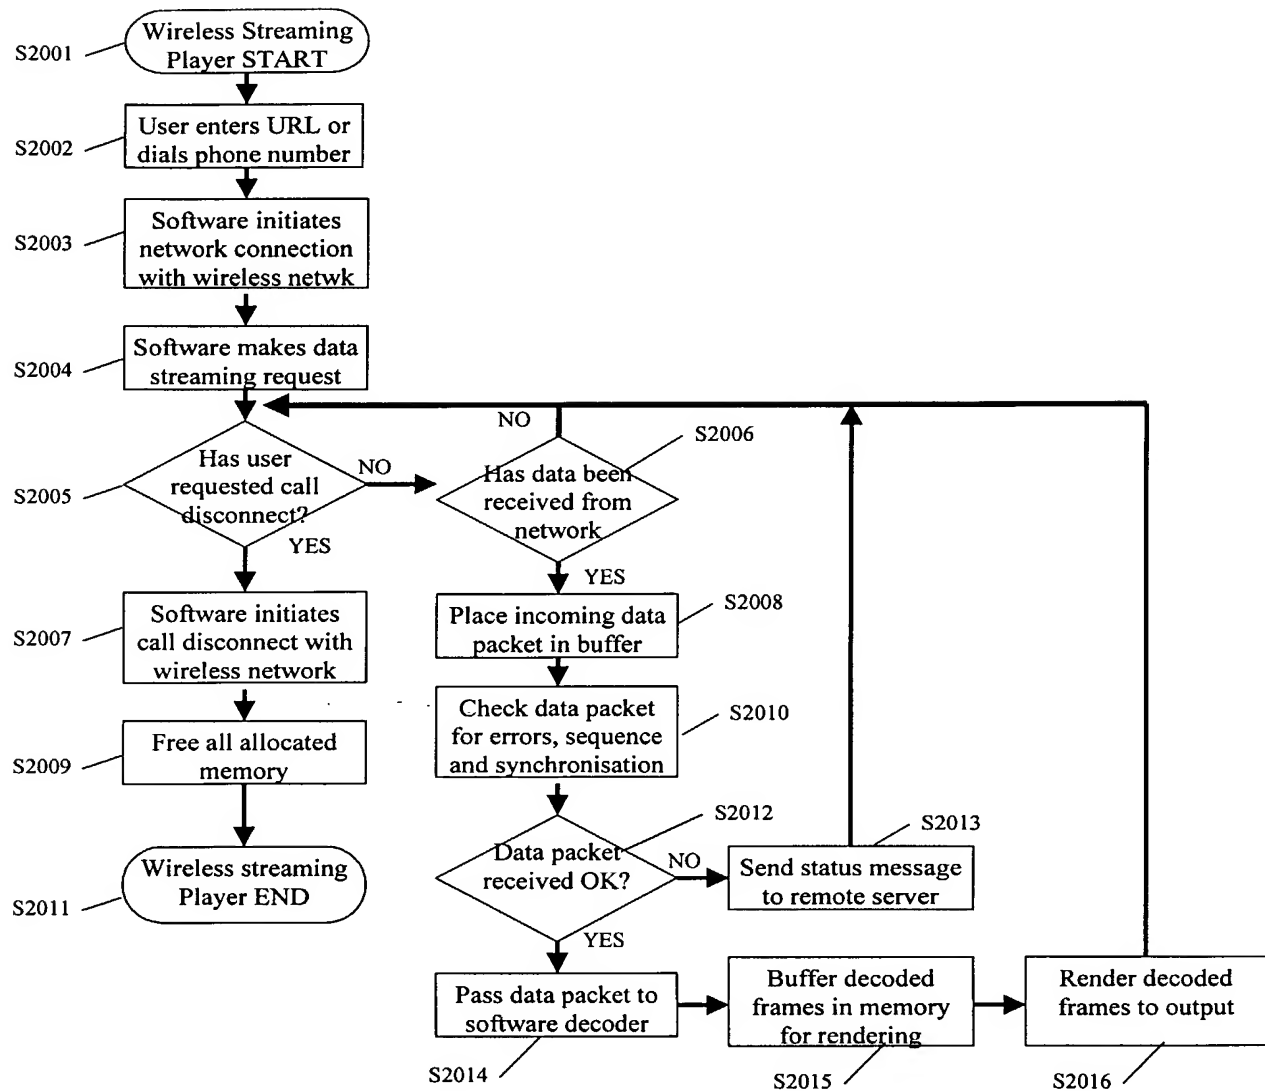 Wireless Streaming
Player START
S2001
User enters URL or
dials phone number
S2002
Software initiates
network connection
with wireless netwk
S2003
Software makes data
streaming request
S2004
Has user
requested call
disconnect?
S2005
NO
YES
NO
S2006
Has data been
received from
network
YES
Software initiates
call disconnect with
wireless network
S2007
Place incoming data
packet in buffer
S2008
Free all allocated
memory
S2009
Check data packet
for errors, sequence
and synchronisation
S2010
Wireless streaming
Player END
S2011
S2012
Data packet
received OK?
NO
YES
S2013
Send status message
to remote server
Pass data packet to
software decoder
S2014
Buffer decoded
frames in memory
for rendering
S2015
Render decoded
frames to output
S2016